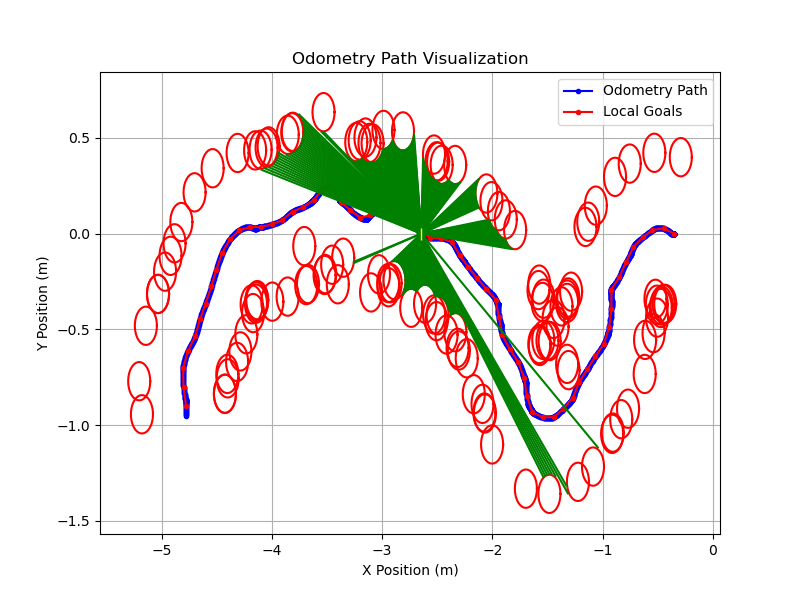 Odometry Path Visualization
Odometry Path
Local Goals
Y Position (m)
0.5
0.0
−0.5
−1.0
−1.5
−5
−4
−3
−2
−1
0
X Position (m)